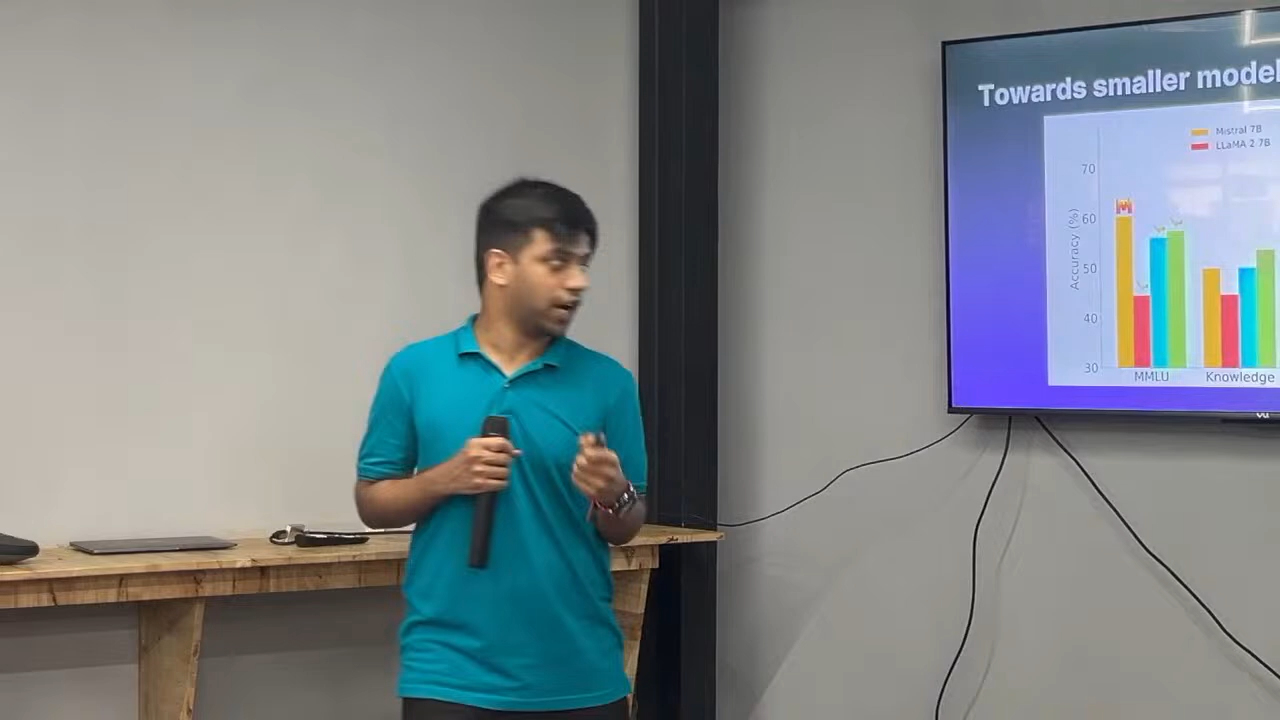 Towards smaller model
Mistral 7B
LLaMA 2 7B
70
60
50
40
30
Accuracy (%)
MMLU
Knowledge
M